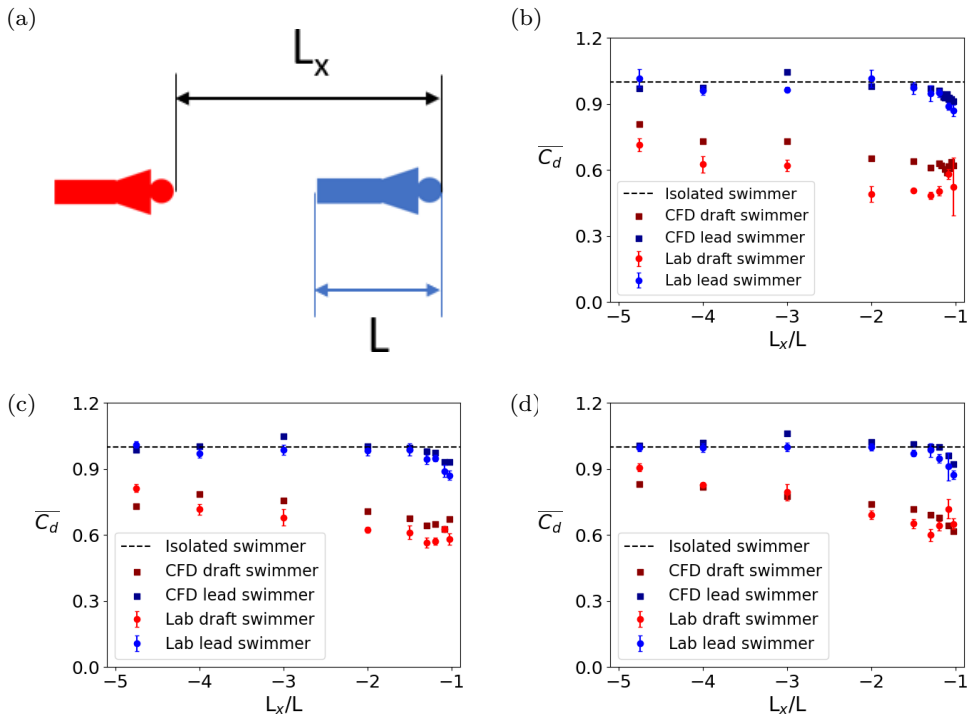 (a)
Lx
L
(b)
1.2
0.9
0.6
0.3
0.0
Cd
Isolated swimmer
CFD draft swimmer
CFD lead swimmer
Lab draft swimmer
Lab lead swimmer
−5 −4 −3 −2 −1
Lx/L
(c)
1.2
0.9
0.6
0.3
0.0
Cd
Isolated swimmer
CFD draft swimmer
CFD lead swimmer
Lab draft swimmer
Lab lead swimmer
−5 −4 −3 −2 −1
Lx/L
(d)
1.2
0.9
0.6
0.3
0.0
Cd
Isolated swimmer
CFD draft swimmer
CFD lead swimmer
Lab draft swimmer
Lab lead swimmer
−5 −4 −3 −2 −1
Lx/L